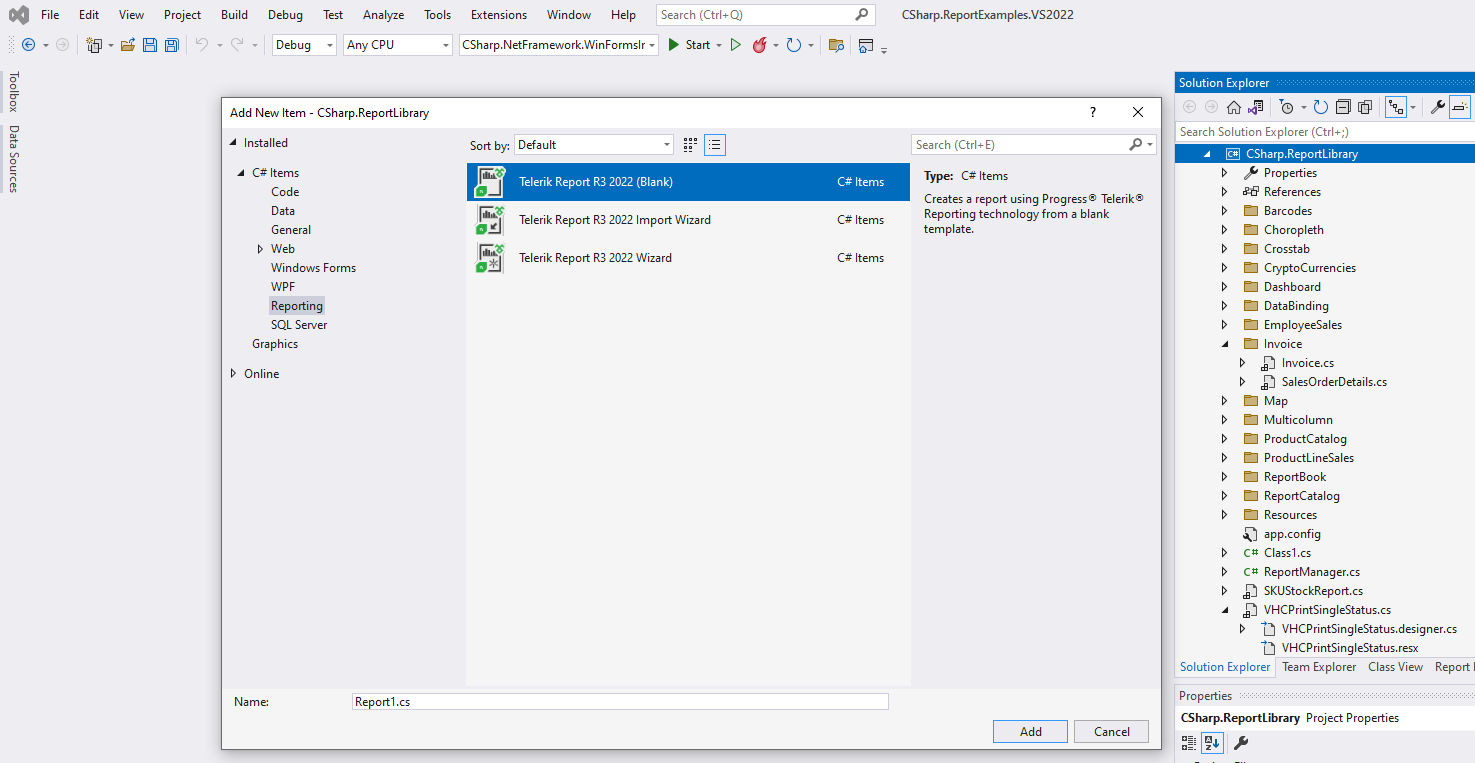 File Edit View Project Build Debug Test Analyze Tools Extensions Window Help Search (Ctrl+Q) CSharp.ReportExamples.VS2022
Debug Any CPU CSharp.NetFramework.WinFormsIr Start
Toolbox
Data Sources
Add New Item - CSharp.ReportLibrary ?
Installed
C# Items
Code
Data
General
Web
Windows Forms
WPF
Reporting
SQL Server
Graphics
Online
Sort by: Default
Telerik Report R3 2022 (Blank) C# Items
Telerik Report R3 2022 Import Wizard C# Items
Telerik Report R3 2022 Wizard C# Items
Search (Ctrl+E)
Type: C# Items
Creates a report using Progress® Telerik®
Reporting technology from a blank
template.
Name: Report1.cs
Add Cancel
Solution Explorer
Search Solution Explorer (Ctrl+;)
C# CSharp.ReportLibrary
Properties
References
Barcodes
Choropleth
Crosstab
CryptoCurrencies
Dashboard
DataBinding
EmployeeSales
Invoice
Invoice.cs
SalesOrderDetails.cs
Map
Multicolumn
ProductCatalog
ProductLineSales
ReportBook
ReportCatalog
Resources
app.config
C# Class1.cs
C# ReportManager.cs
SKUStockReport.cs
VHCPrintSingleStatus.cs
VHCPrintSingleStatus.designer.cs
VHCPrintSingleStatus.resx
Solution Explorer Team Explorer Class View Report
Properties
CSharp.ReportLibrary Project Properties